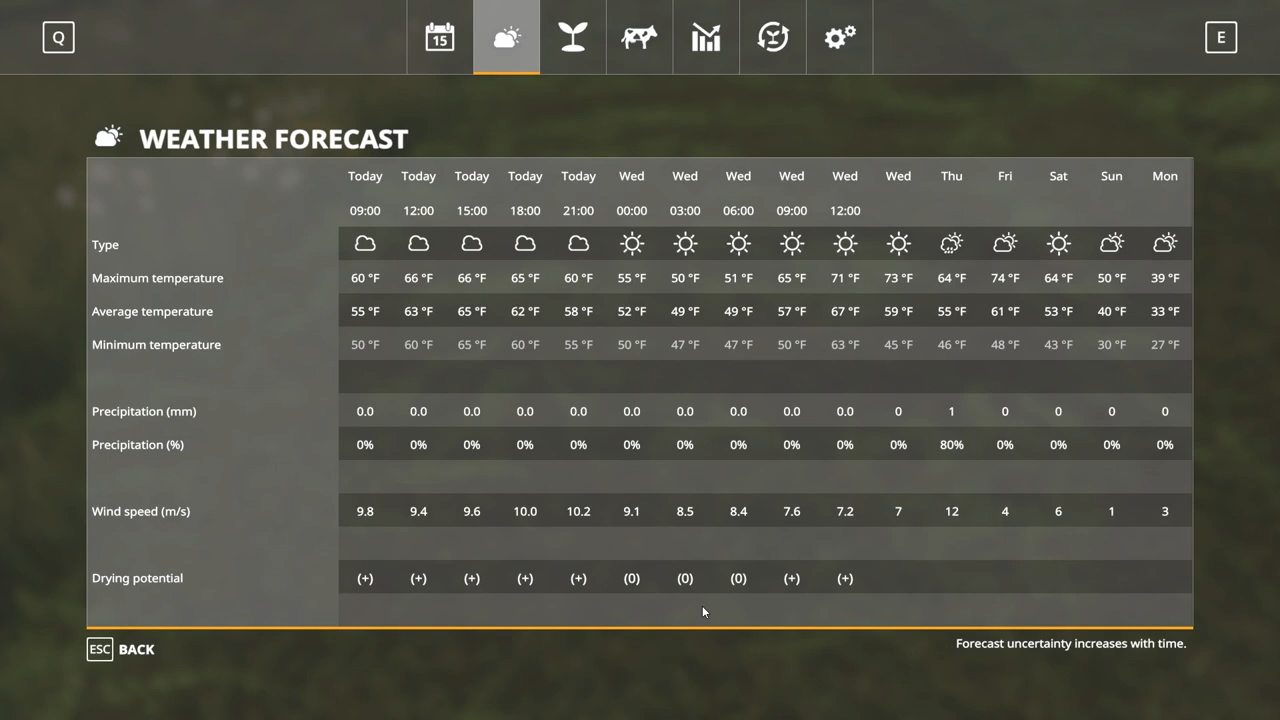 Q
15
E
WEATHER FORECAST
Today Today Today Today Today Wed Wed Wed Wed Wed Wed Thu Fri Sat Sun Mon
09:00 12:00 15:00 18:00 21:00 00:00 03:00 06:00 09:00 12:00
Type
Maximum temperature 60 °F 66 °F 66 °F 65 °F 60 °F 55 °F 50 °F 51 °F 65 °F 71 °F 73 °F 64 °F 74 °F 64 °F 50 °F 39 °F
Average temperature 55 °F 63 °F 65 °F 62 °F 58 °F 52 °F 49 °F 49 °F 57 °F 67 °F 59 °F 55 °F 61 °F 53 °F 40 °F 33 °F
Minimum temperature 50 °F 60 °F 65 °F 60 °F 55 °F 50 °F 47 °F 47 °F 50 °F 63 °F 45 °F 46 °F 48 °F 43 °F 30 °F 27 °F
Precipitation (mm) 0.0 0.0 0.0 0.0 0.0 0.0 0.0 0.0 0.0 0.0 0 1 0 0 0 0
Precipitation (%) 0% 0% 0% 0% 0% 0% 0% 0% 0% 0% 0% 80% 0% 0% 0% 0%
Wind speed (m/s) 9.8 9.4 9.6 10.0 10.2 9.1 8.5 8.4 7.6 7.2 7 12 4 6 1 3
Drying potential (+) (+) (+) (+) (+) (0) (0) (0) (+) (+)
ESC BACK
Forecast uncertainty increases with time.